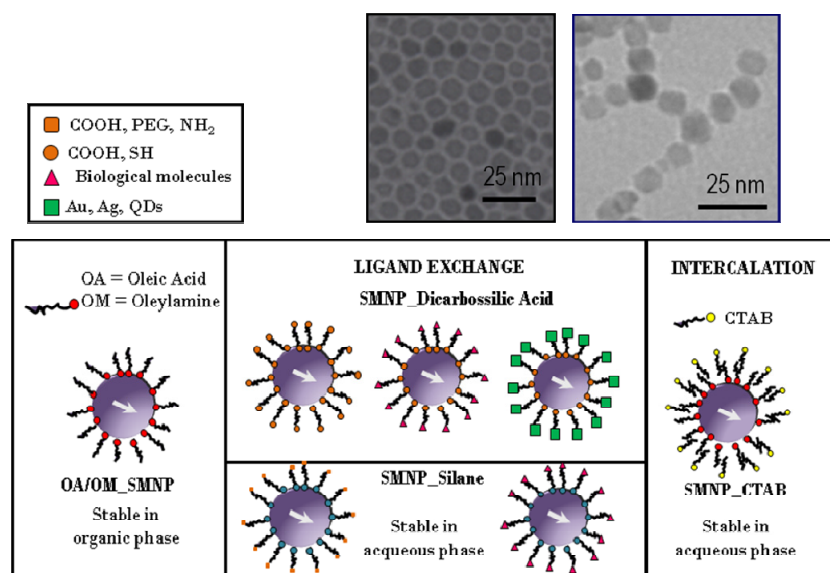 COOH, PEG, NH₂
COOH, SH
Biological molecules
Au, Ag, QDs
25 nm
25 nm
OA = Oleic Acid
OM = Oleylamine
OA/OM_SMNP
Stable in
organic phase
LIGAND EXCHANGE
SMNP_Dicarbossilic Acid
SMNP_Silane
Stable in
acqueous phase
INTERCALATION
CTAB
SMNP_CTAB
Stable in
acqueous phase